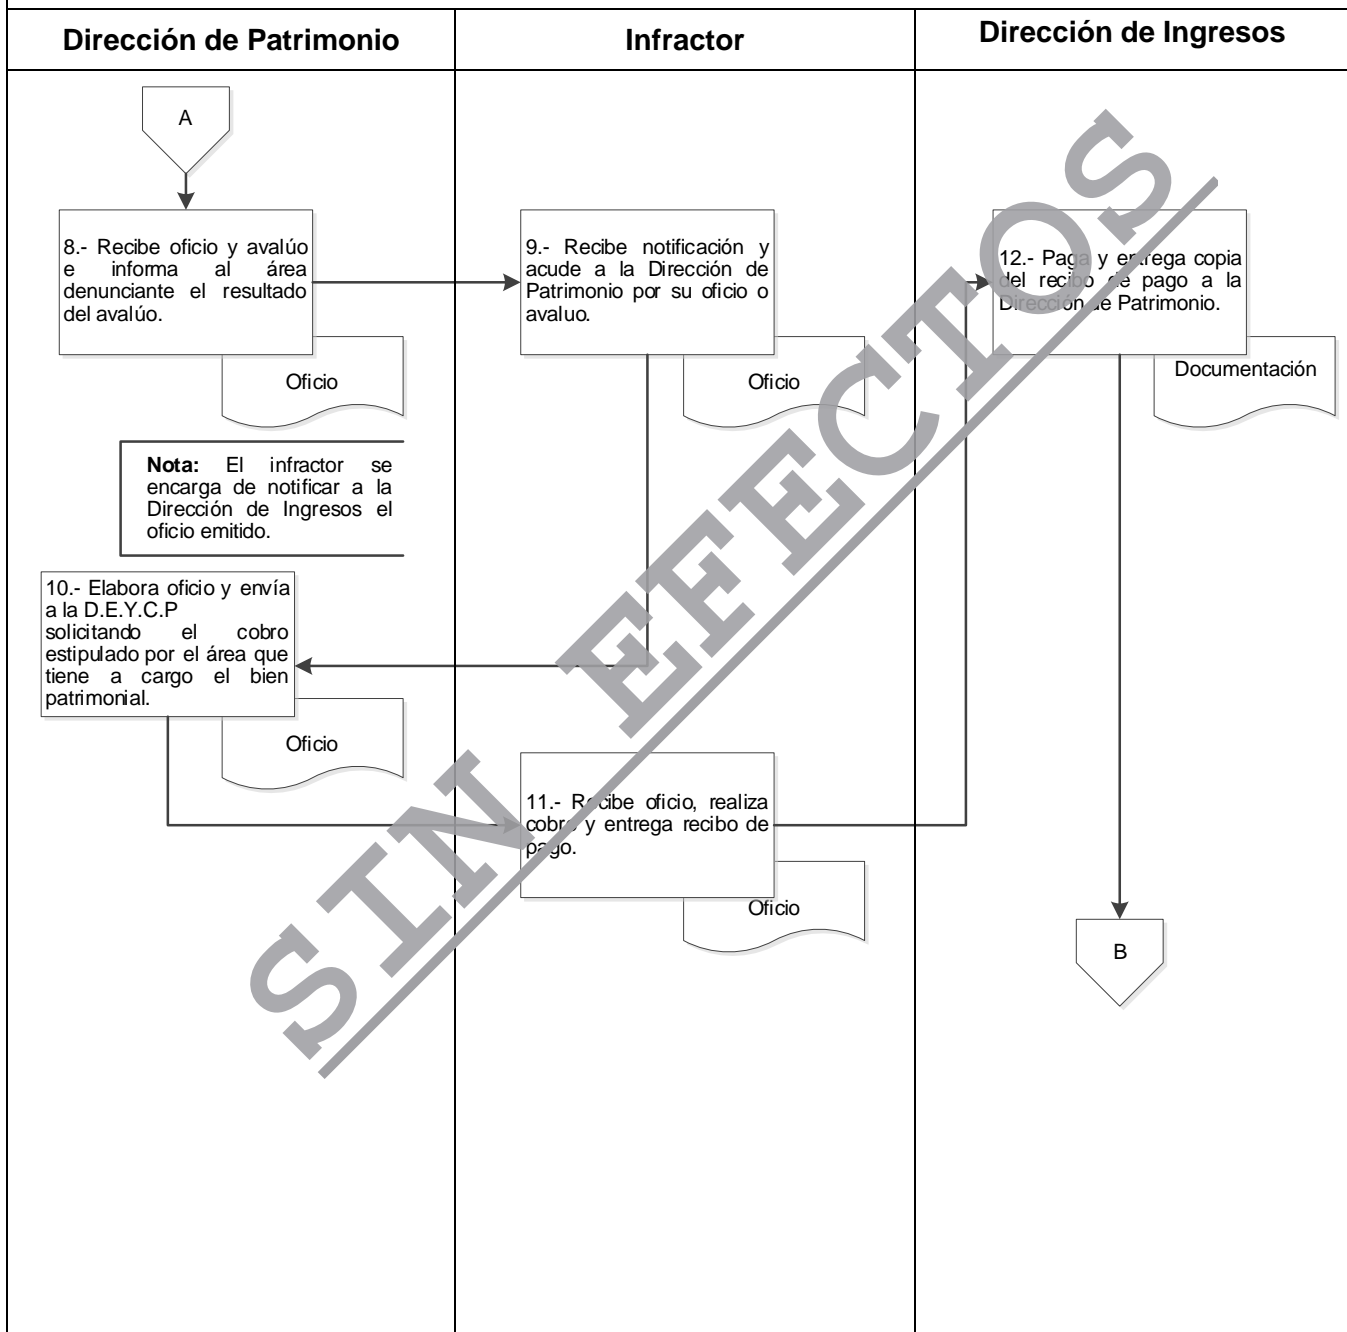 Dirección de Patrimonio
Infractor
Dirección de Ingresos
A
8.- Recibe oficio y avalúo
e informa al área
denunciante el resultado
del avalúo.
Oficio
9.- Recibe notificación y
acude a la Dirección de
Patrimonio por su oficio o
avaluo.
Oficio
12.- Paga y entrega copia
del recibo de pago a la
Dirección de Patrimonio.
Documentación
Nota: El infractor se
encarga de notificar a la
Dirección de Ingresos el
oficio emitido.
10.- Elabora oficio y envía
a la D.E.Y.C.P
solicitando el cobro
estipulado por el área que
tiene a cargo el bien
patrimonial.
Oficio
11.- Recibe oficio, realiza
cobro y entrega recibo de
pago.
Oficio
B
SIN EFECTOS